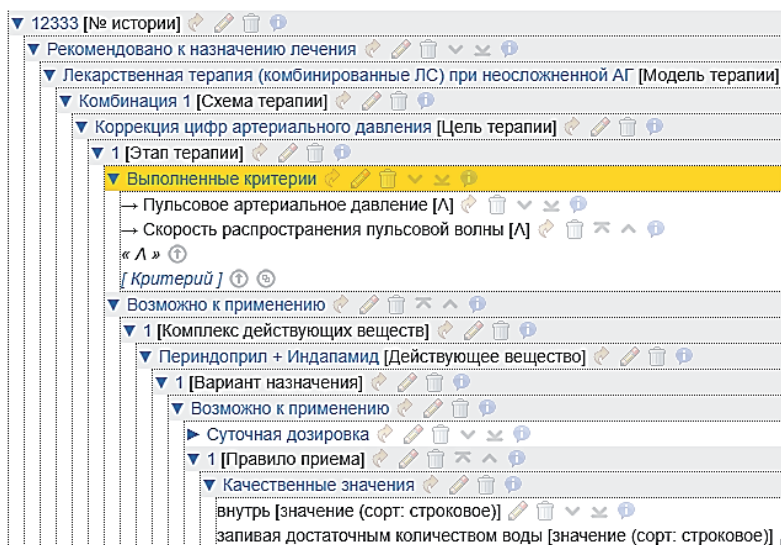 ▼ 12333 [№ истории]
▼ Рекомендовано к назначению лечения
▼ Лекарственная терапия (комбинированные ЛС) при неосложненной АГ [Модель терапии]
▼ Комбинация 1 [Схема терапии]
▼ Коррекция цифр артериального давления [Цель терапии]
▼ 1 [Этап терапии]
▼ Выполненные критерии
→ Пульсовое артериальное давление [Λ]
→ Скорость распространения пульсовой волны [Λ]
« Λ »
[ Критерий ]
▼ Возможно к применению
▼ 1 [Комплекс действующих веществ]
▼ Периндоприл + Индапамид [Действующее вещество]
▼ 1 [Вариант назначения]
▼ Возможно к применению
► Суточная дозировка
▼ 1 [Правило приема]
▼ Качественные значения
внутрь [значение (сорт: строковое)]
запивая достаточным количеством воды [значение (сорт: строковое)]